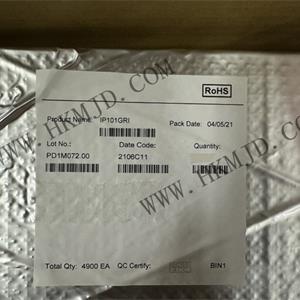 RoHS
Product Name: IP101GRI
Pack Date: 04/05/21
Lot No.: Date Code: Quantity:
PD1M072.00 2106C11
Total Qty: 4900 EA QC Certify: BIN1
WWW.HKMJD.COM
WWW.HKMJD.COM